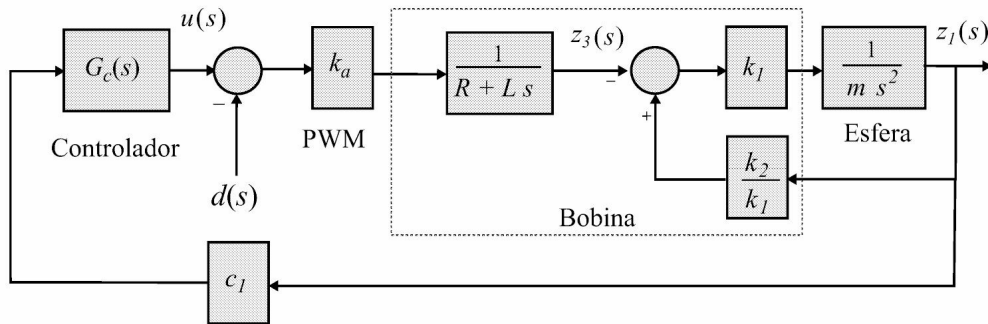 u(s)
z3(s)
z1(s)
Gc(s)
−
ka
1
R + L s
−
+
k1
1
m s²
Controlador
PWM
Esfera
k2
k1
d(s)
Bobina
c1